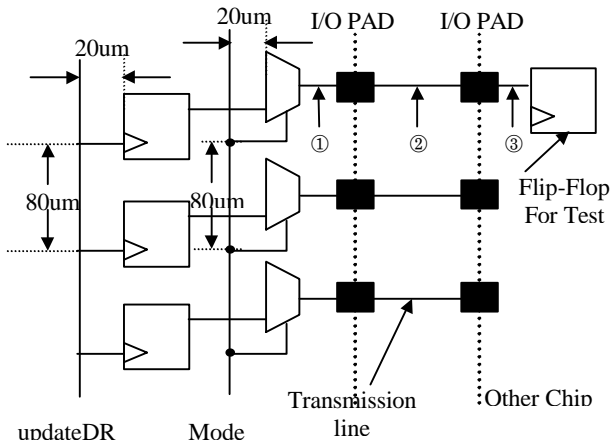 20um
I/O PAD
I/O PAD
20um
①
②
③
80um
80um
Flip-Flop
For Test
Transmission
line
Other Chip
updateDR
Mode